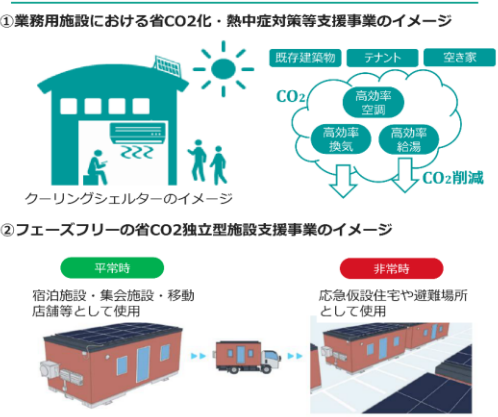 ①業務用施設における省CO2化・熱中症対策等支援事業のイメージ
既存建築物
テナント
空き家
CO2
高効率
空調
高効率
換気
高効率
給湯
CO2削減
クーリングシェルターのイメージ
②フェーズフリーの省CO2独立型施設支援事業のイメージ
平常時
宿泊施設・集会施設・移動
店舗等として使用
非常時
応急仮設住宅や避難場所
として使用